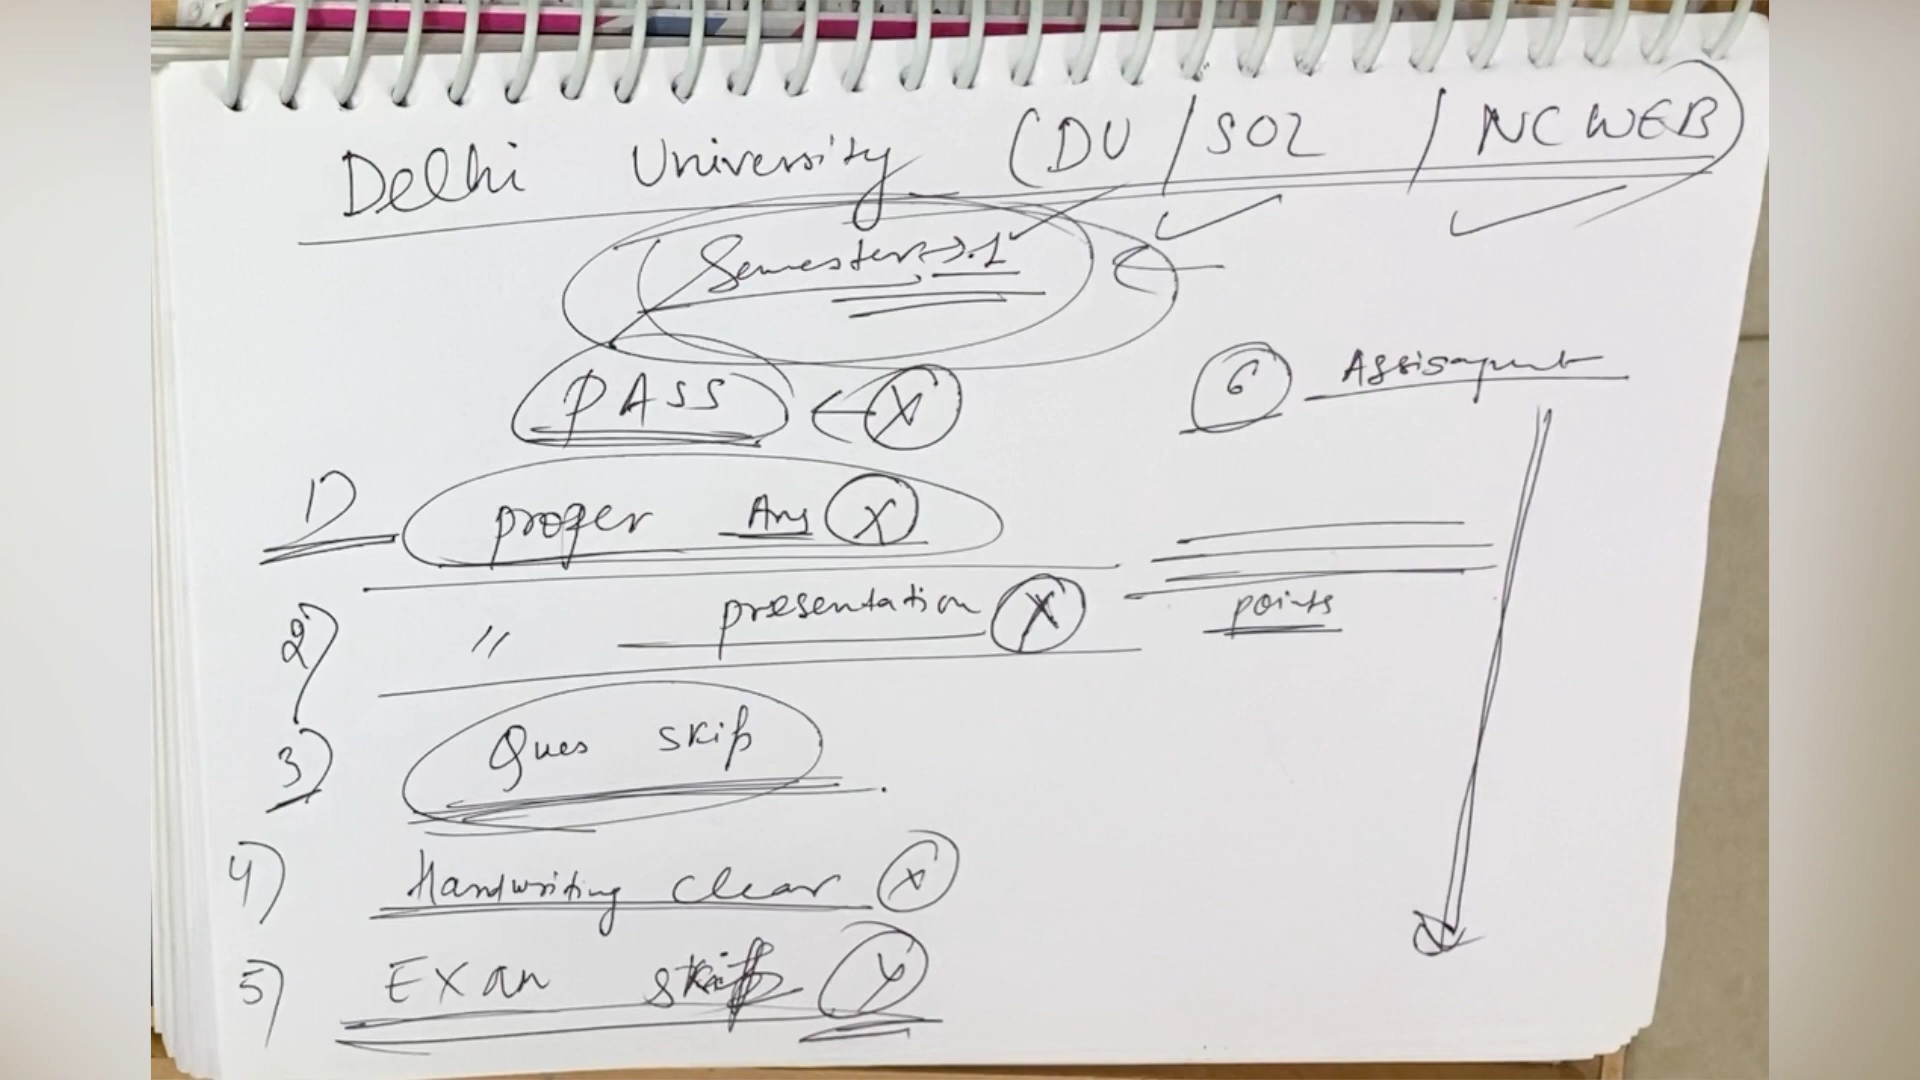 Delhi University (DU / SOL / NCWEB)
Semester → 1
PASS ← X
1) proper Ans X
2) " presentation X
3) Ques skip
4) Handwriting clear X
5) Exam skip X
6 Assisgnment
points